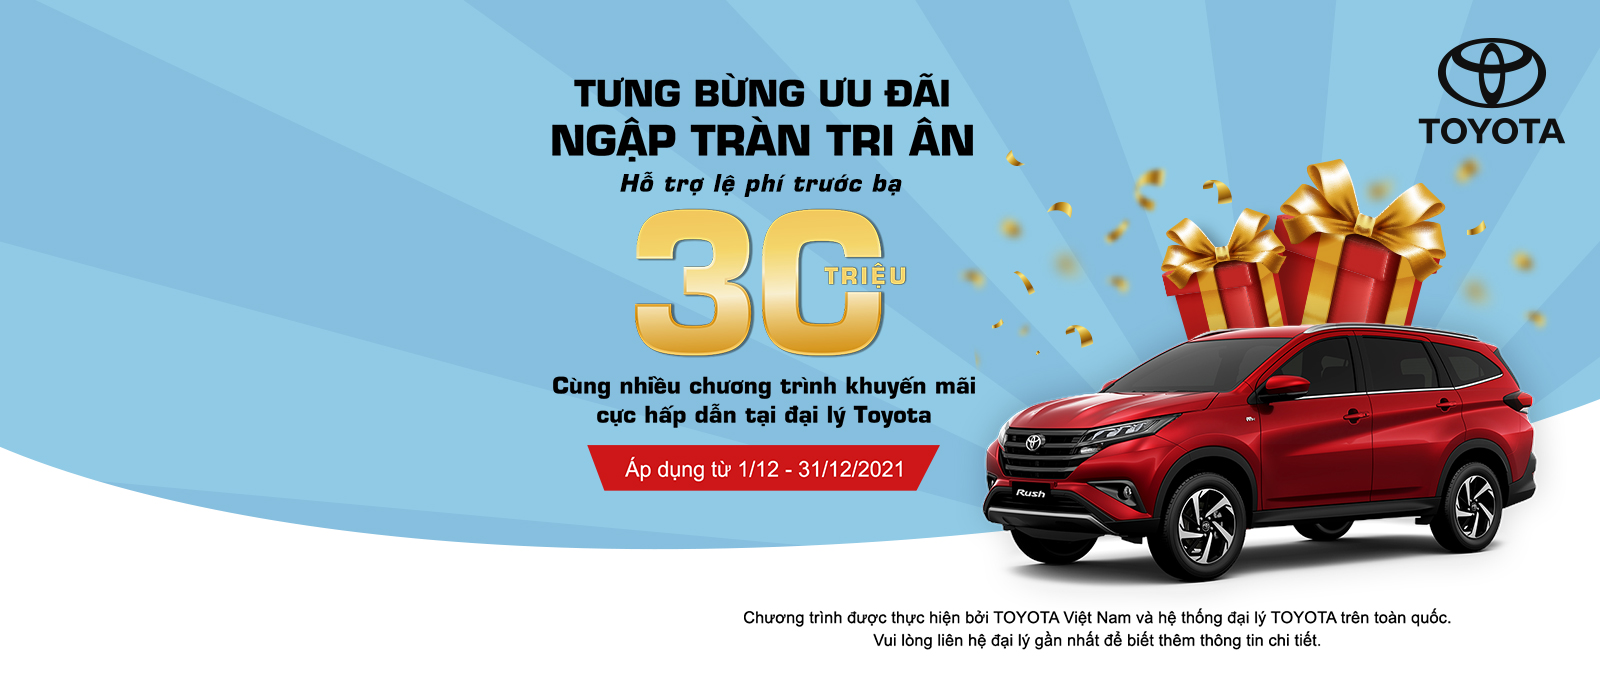 TƯNG BỪNG ƯU ĐÃI
NGẬP TRÀN TRI ÂN
Hỗ trợ lệ phí trước bạ
30 TRIỆU
Cùng nhiều chương trình khuyến mãi
cực hấp dẫn tại đại lý Toyota
Áp dụng từ 1/12 - 31/12/2021
TOYOTA
Rush
Chương trình được thực hiện bởi TOYOTA Việt Nam và hệ thống đại lý TOYOTA trên toàn quốc.
Vui lòng liên hệ đại lý gần nhất để biết thêm thông tin chi tiết.